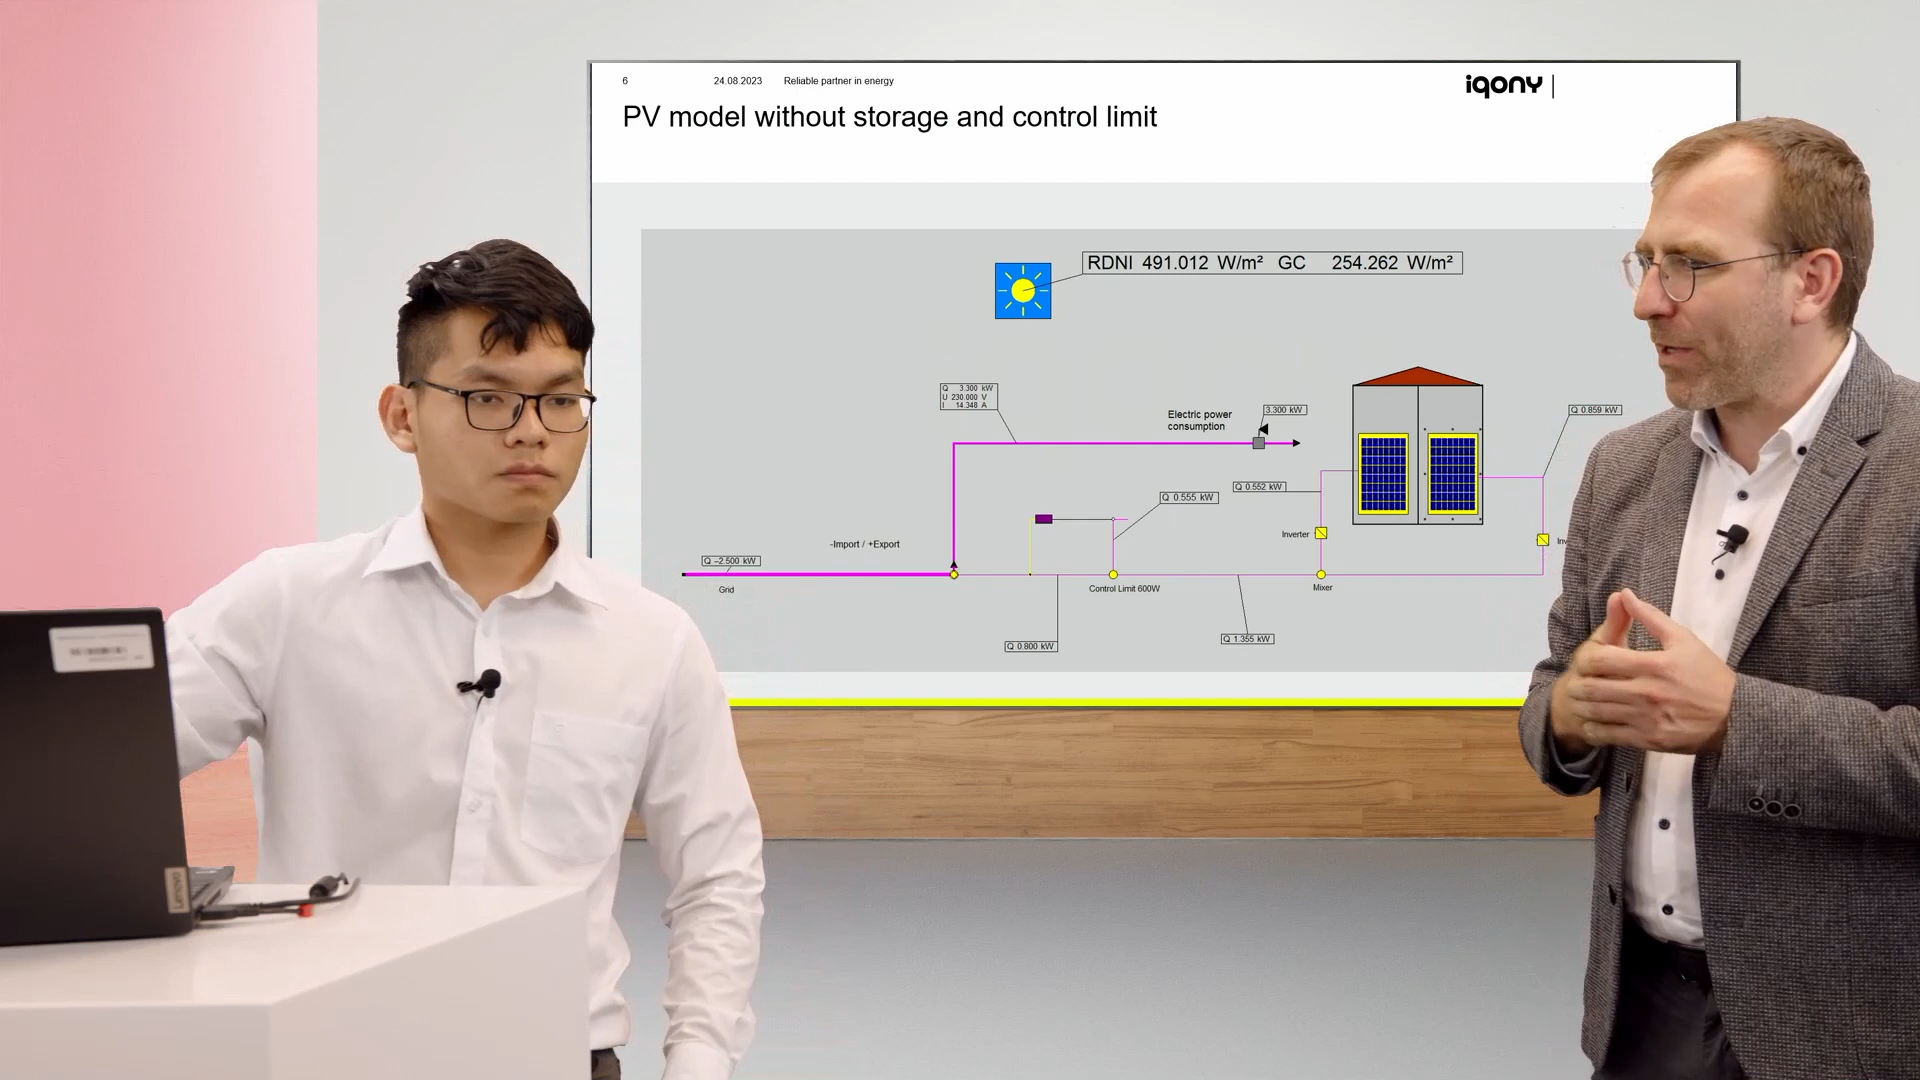 6 24.08.2023 Reliable partner in energy
iqony
PV model without storage and control limit
RDNI 491.012 W/m² GC 254.262 W/m²
Q 3.300 kW
U 230.000 V
I 14.348 A
Electric power
consumption
3.300 kW
Q 0.859 kW
Q 0.552 kW
Q 0.555 kW
Inverter
Inv
-Import / +Export
Q -2.500 kW
Grid
Control Limit 600W
Mixer
Q 0.800 kW
Q 1.355 kW
Lenovo